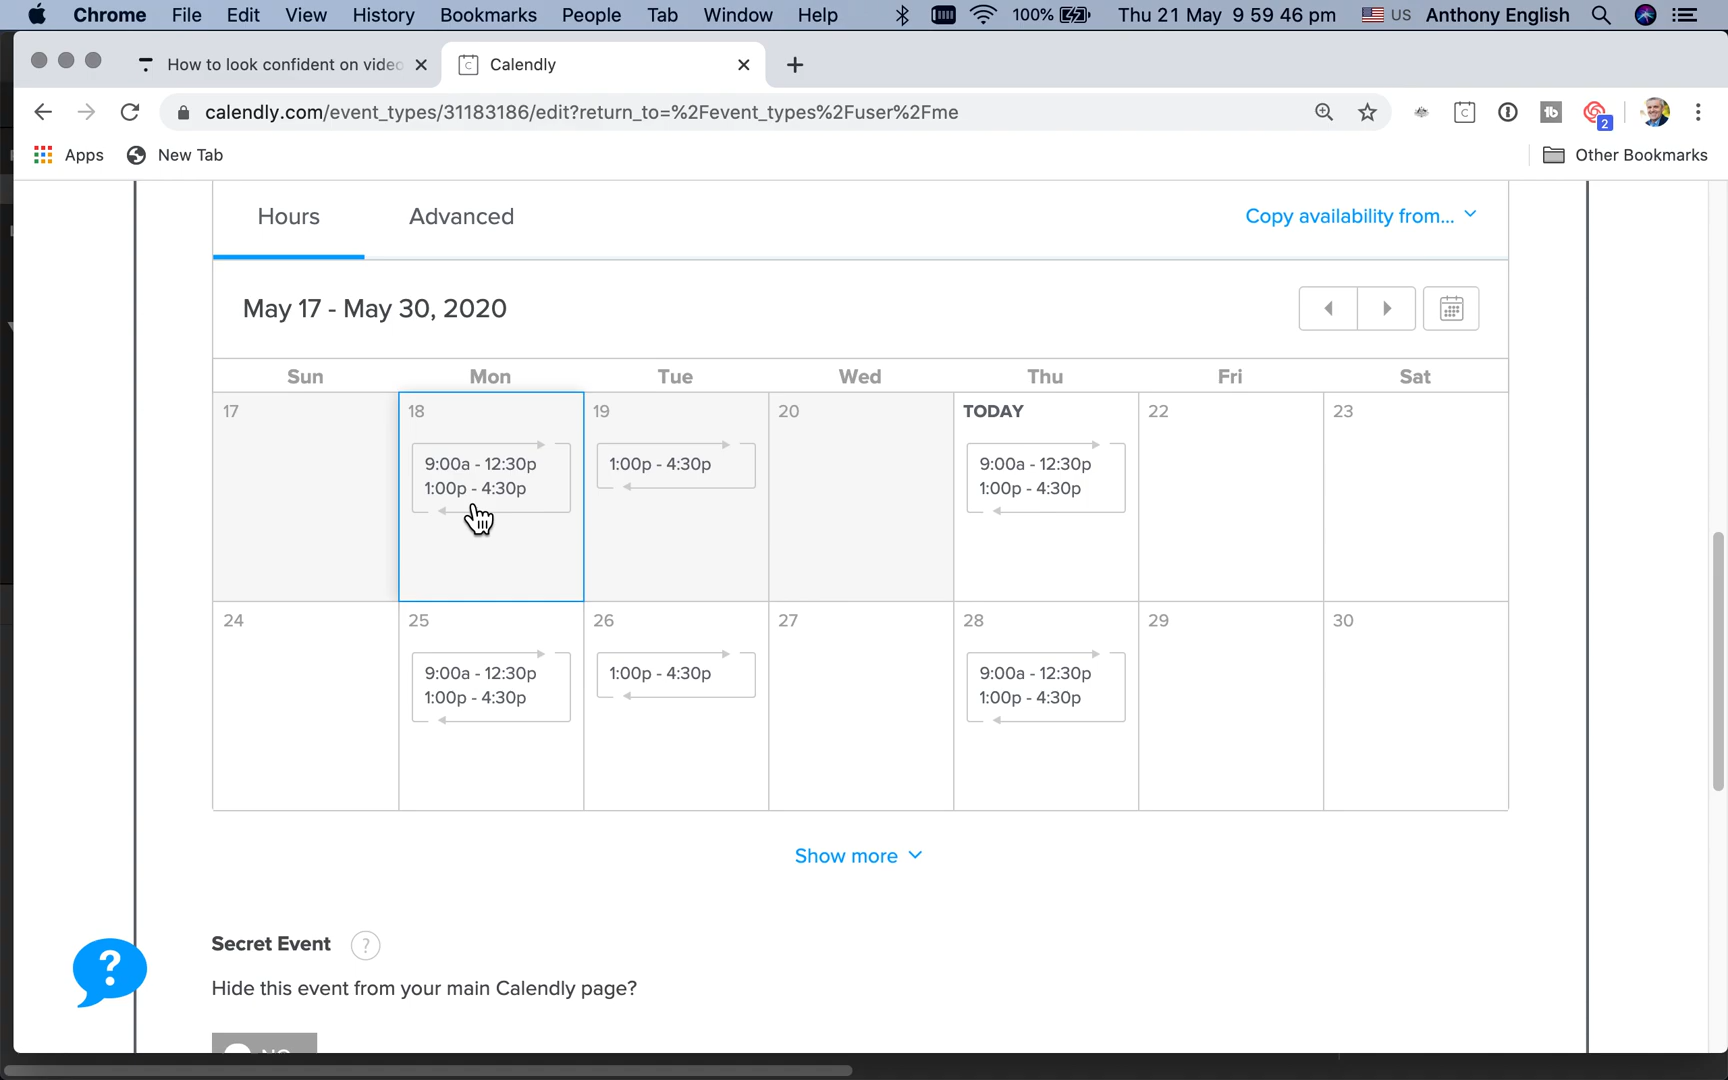 Chrome File Edit View History Bookmarks People Tab Window Help 100% Thu 21 May 9 59 46 pm US Anthony English
How to look confident on video Calendly
calendly.com/event_types/31183186/edit?return_to=%2Fevent_types%2Fuser%2Fme 2
Apps New Tab Other Bookmarks
Hours Advanced Copy availability from...
May 17 - May 30, 2020
Sun Mon Tue Wed Thu Fri Sat
17 18 19 20 TODAY 22 23
9:00a - 12:30p 1:00p - 4:30p 9:00a - 12:30p
1:00p - 4:30p 1:00p - 4:30p
24 25 26 27 28 29 30
9:00a - 12:30p 1:00p - 4:30p 9:00a - 12:30p
1:00p - 4:30p 1:00p - 4:30p
Show more
Secret Event ?
?
Hide this event from your main Calendly page?